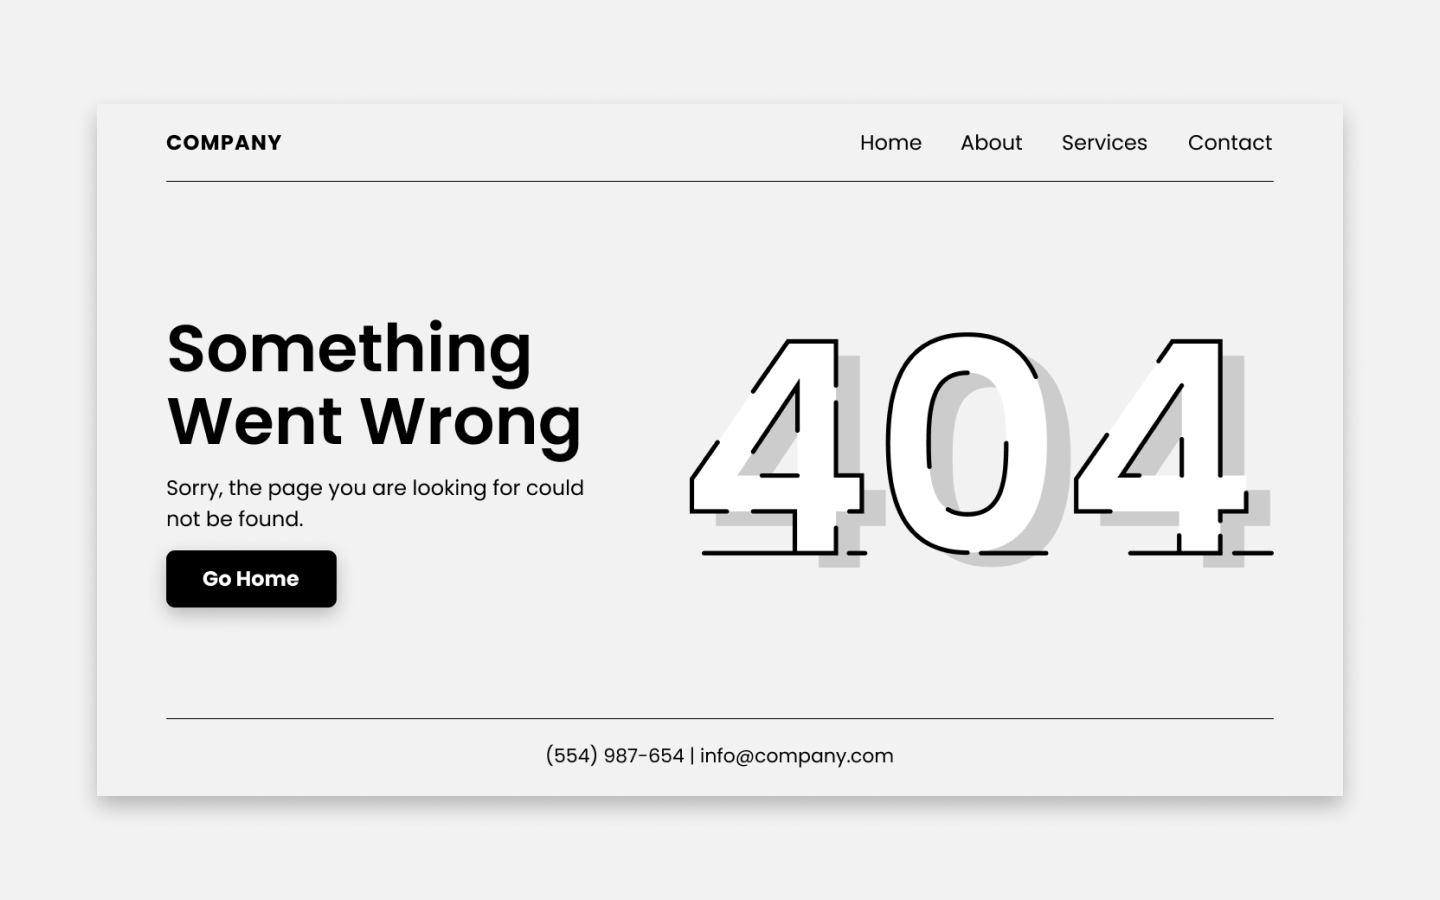 COMPANY
Home About Services Contact
Something
Went Wrong
Sorry, the page you are looking for could
not be found.
Go Home
404
(554) 987-654 | info@company.com